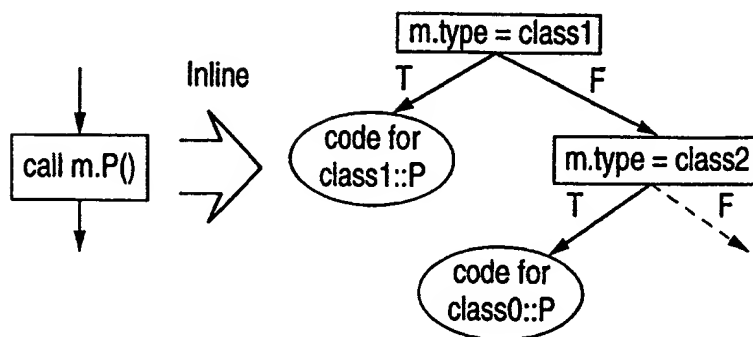 m.type = class1
Inline
T
F
call m.P()
code for
class1::P
m.type = class2
T
F
code for
class0::P